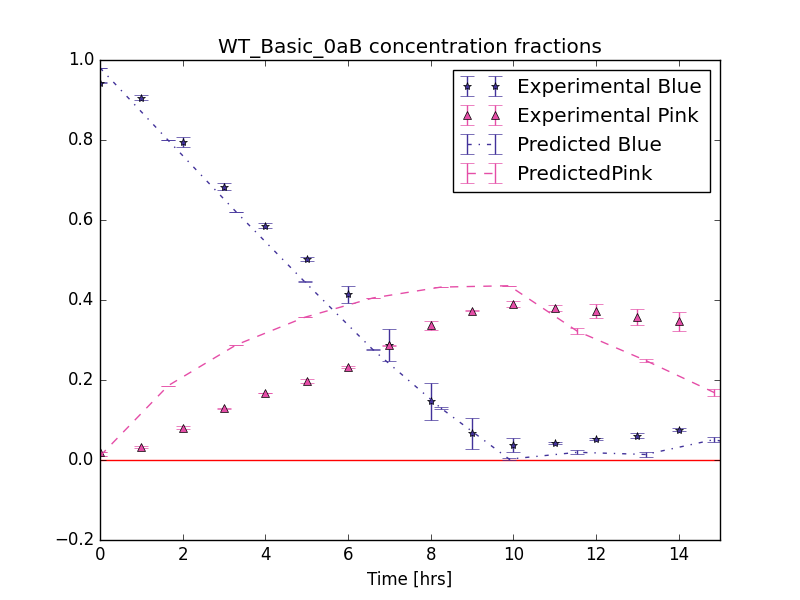 WT_Basic_0aB concentration fractions
1.0
0.8
0.6
0.4
0.2
0.0
−0.2
Experimental Blue
Experimental Pink
Predicted Blue
PredictedPink
0 2 4 6 8 10 12 14
Time [hrs]